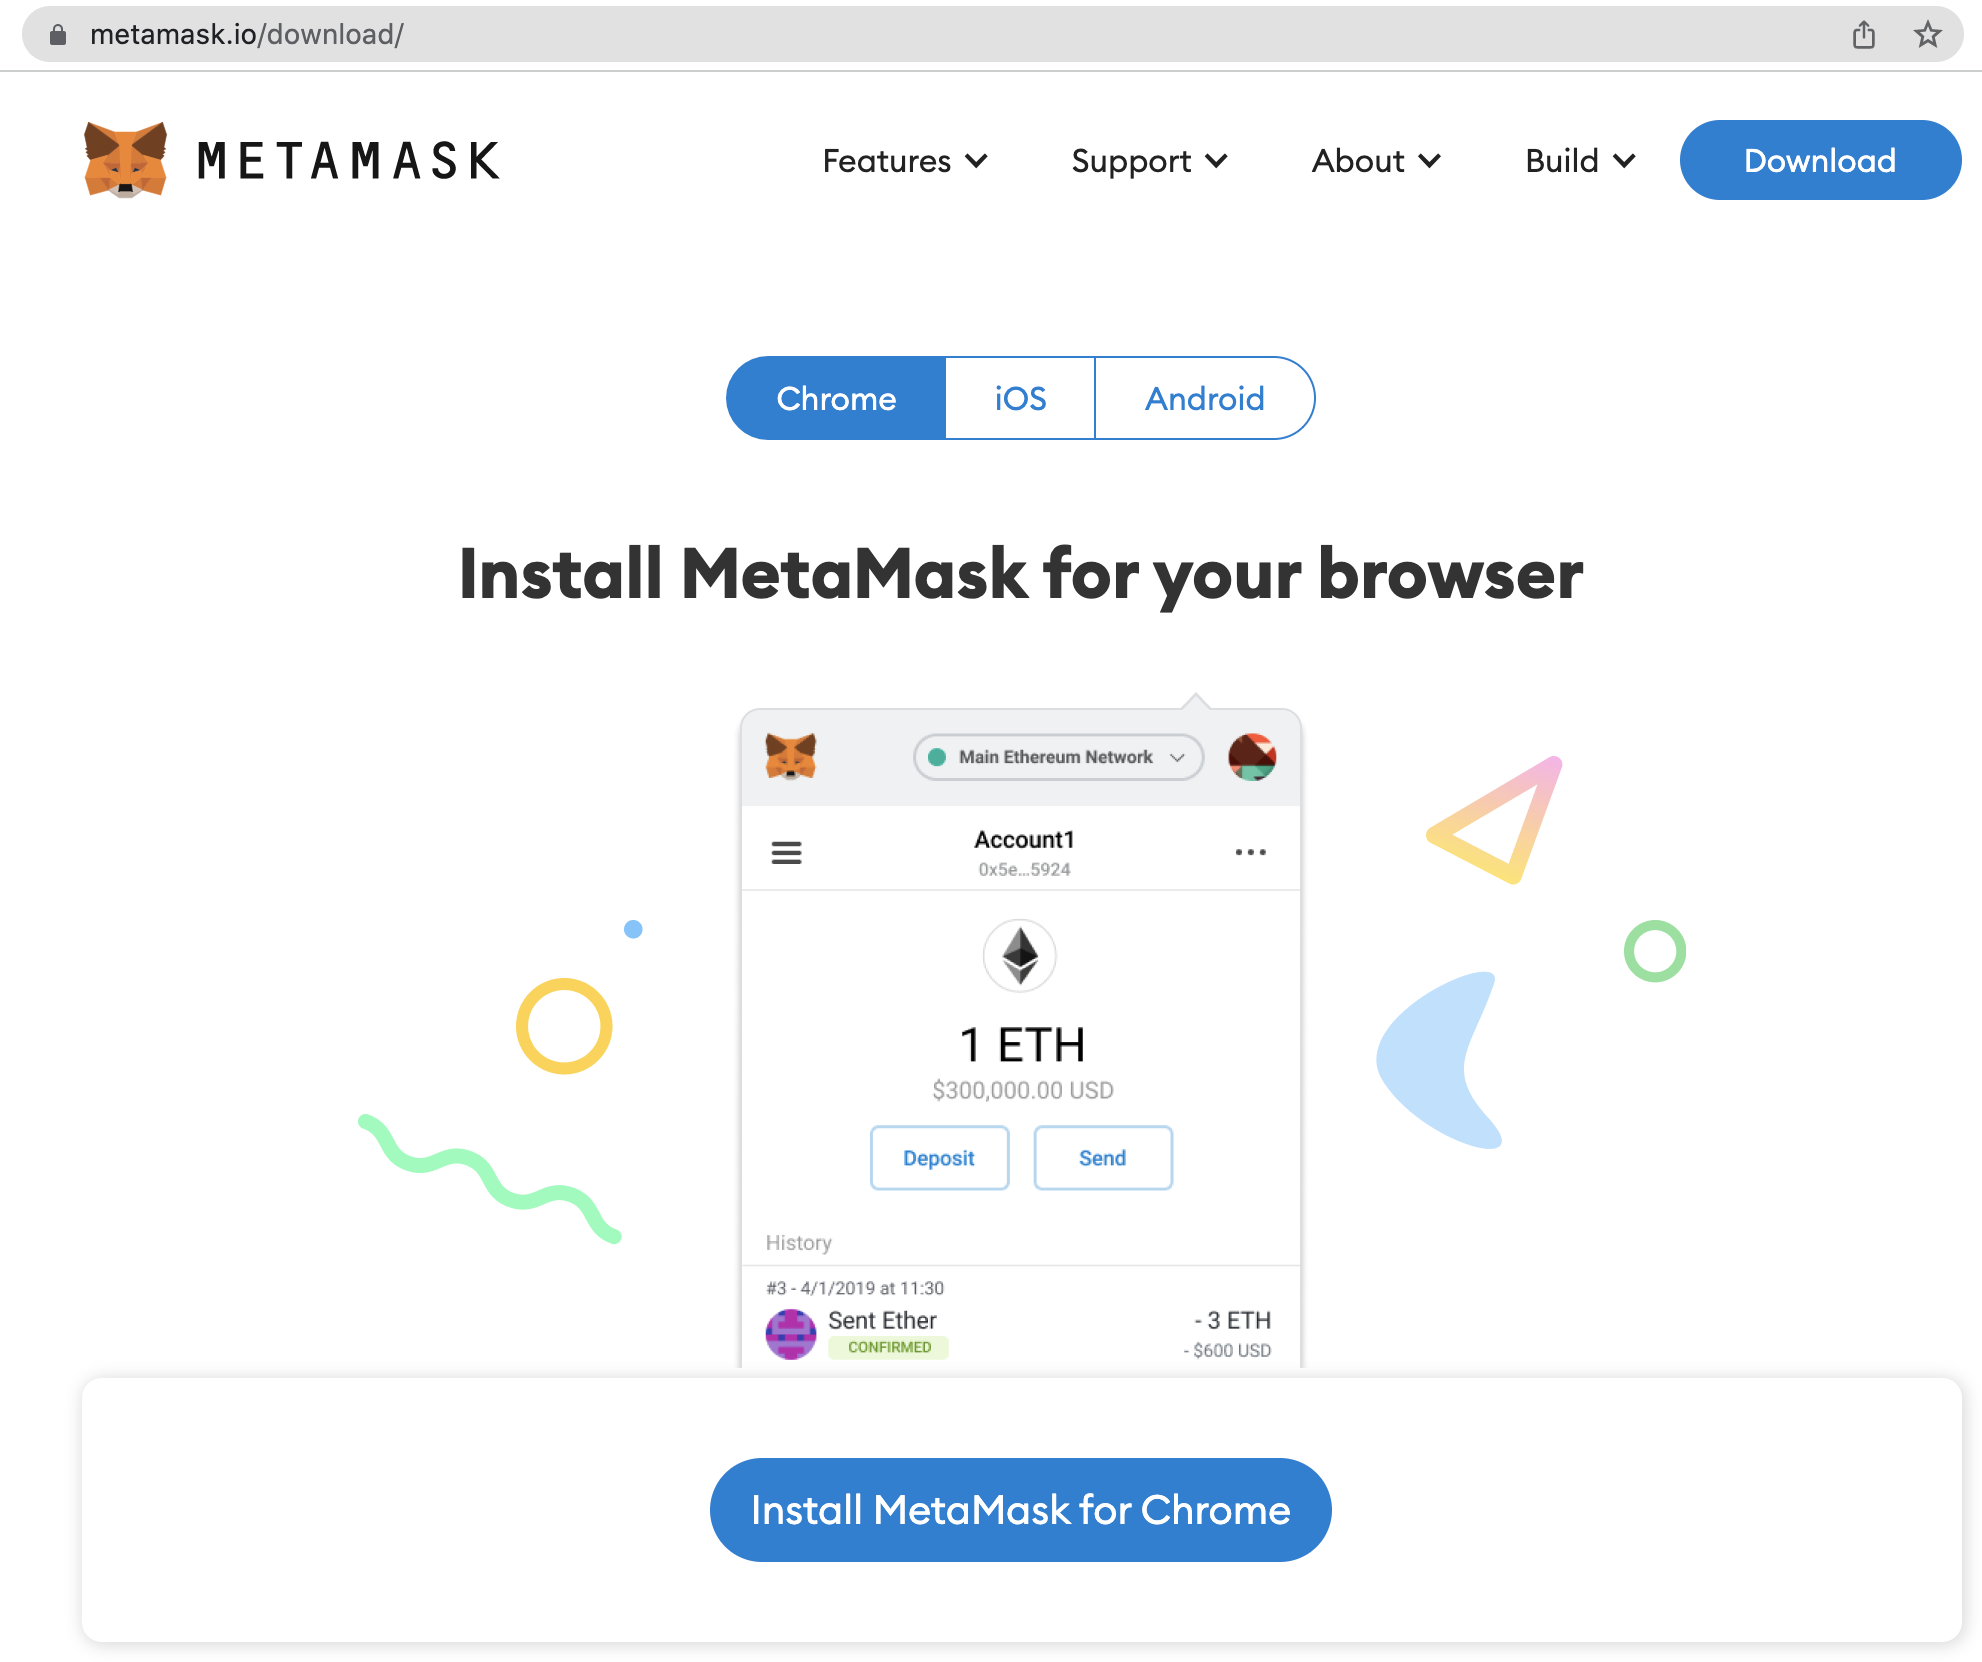 metamask.io/download/
METAMASK
Features
Support
About
Build
Download
Chrome
iOS
Android
Install MetaMask for your browser
Main Ethereum Network
Account1
0x5e...5924
1 ETH
$300,000.00 USD
Deposit
Send
History
#3 - 4/1/2019 at 11:30
Sent Ether
- 3 ETH
CONFIRMED
- $600 USD
Install MetaMask for Chrome